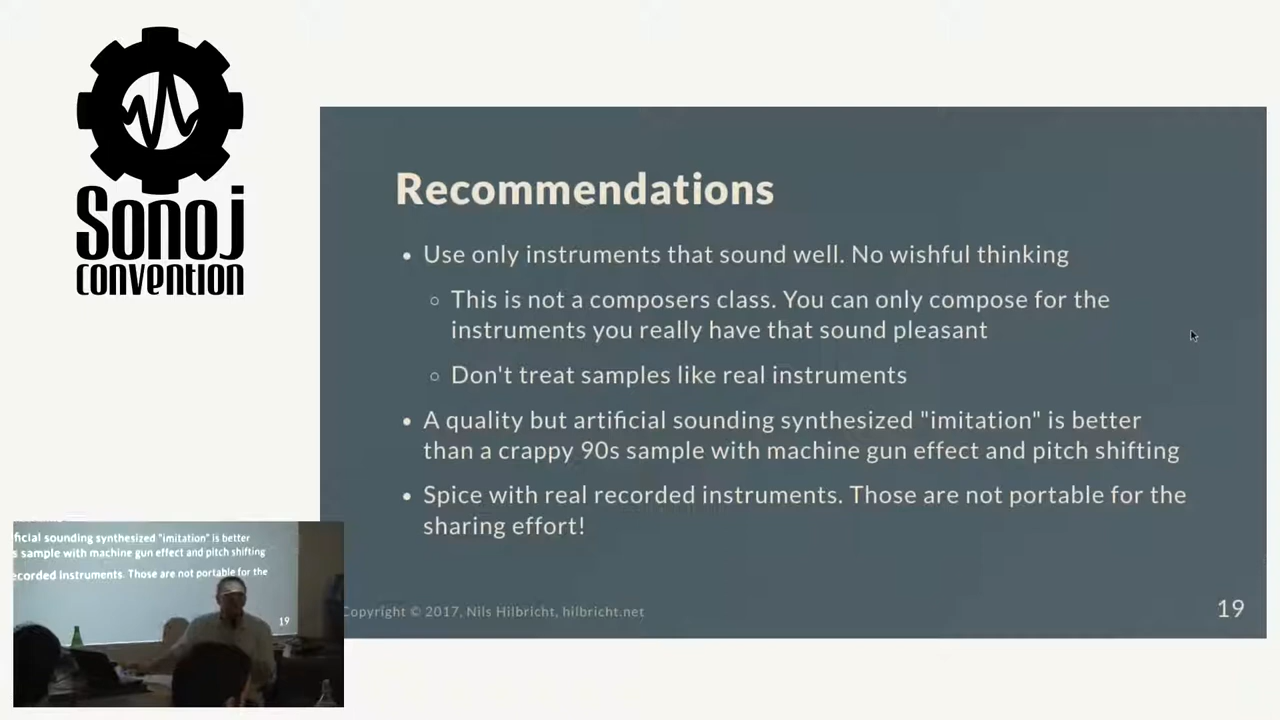 Sonoj
convention
Recommendations
• Use only instruments that sound well. No wishful thinking
○ This is not a composers class. You can only compose for the
instruments you really have that sound pleasant
○ Don't treat samples like real instruments
• A quality but artificial sounding synthesized "imitation" is better
than a crappy 90s sample with machine gun effect and pitch shifting
• Spice with real recorded instruments. Those are not portable for the
sharing effort!
Copyright © 2017, Nils Hilbricht, hilbricht.net
19
ficial sounding synthesized "imitation" is better
s sample with machine gun effect and pitch shifting
ecorded instruments. Those are not portable for the
19